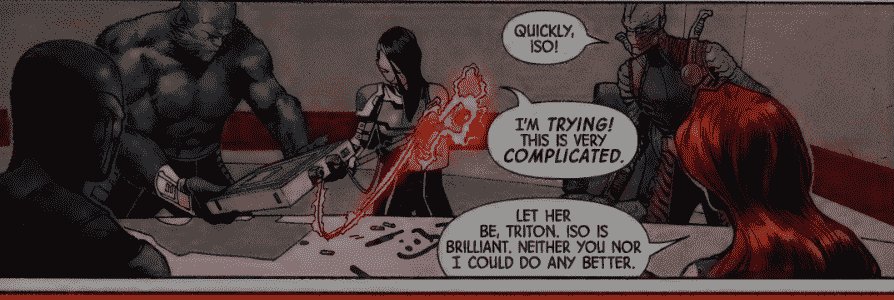 QUICKLY,
ISO!
I'M TRYING!
THIS IS VERY
COMPLICATED.
LET HER
BE, TRITON. ISO IS
BRILLIANT. NEITHER YOU NOR
I COULD DO ANY BETTER.